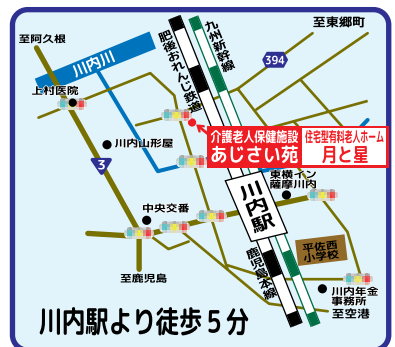 至阿久根
至東郷町
肥後おれんじ鉄道
九州新幹線
川内川
394
上村医院
川内山形屋
3
介護老人保健施設
あじさい苑
住宅型有料老人ホーム
月と星
東横イン
薩摩川内
川内駅
中央交番
平佐西
小学校
鹿児島本線
至鹿児島
川内年金
事務所
至空港
川内駅より徒歩5分